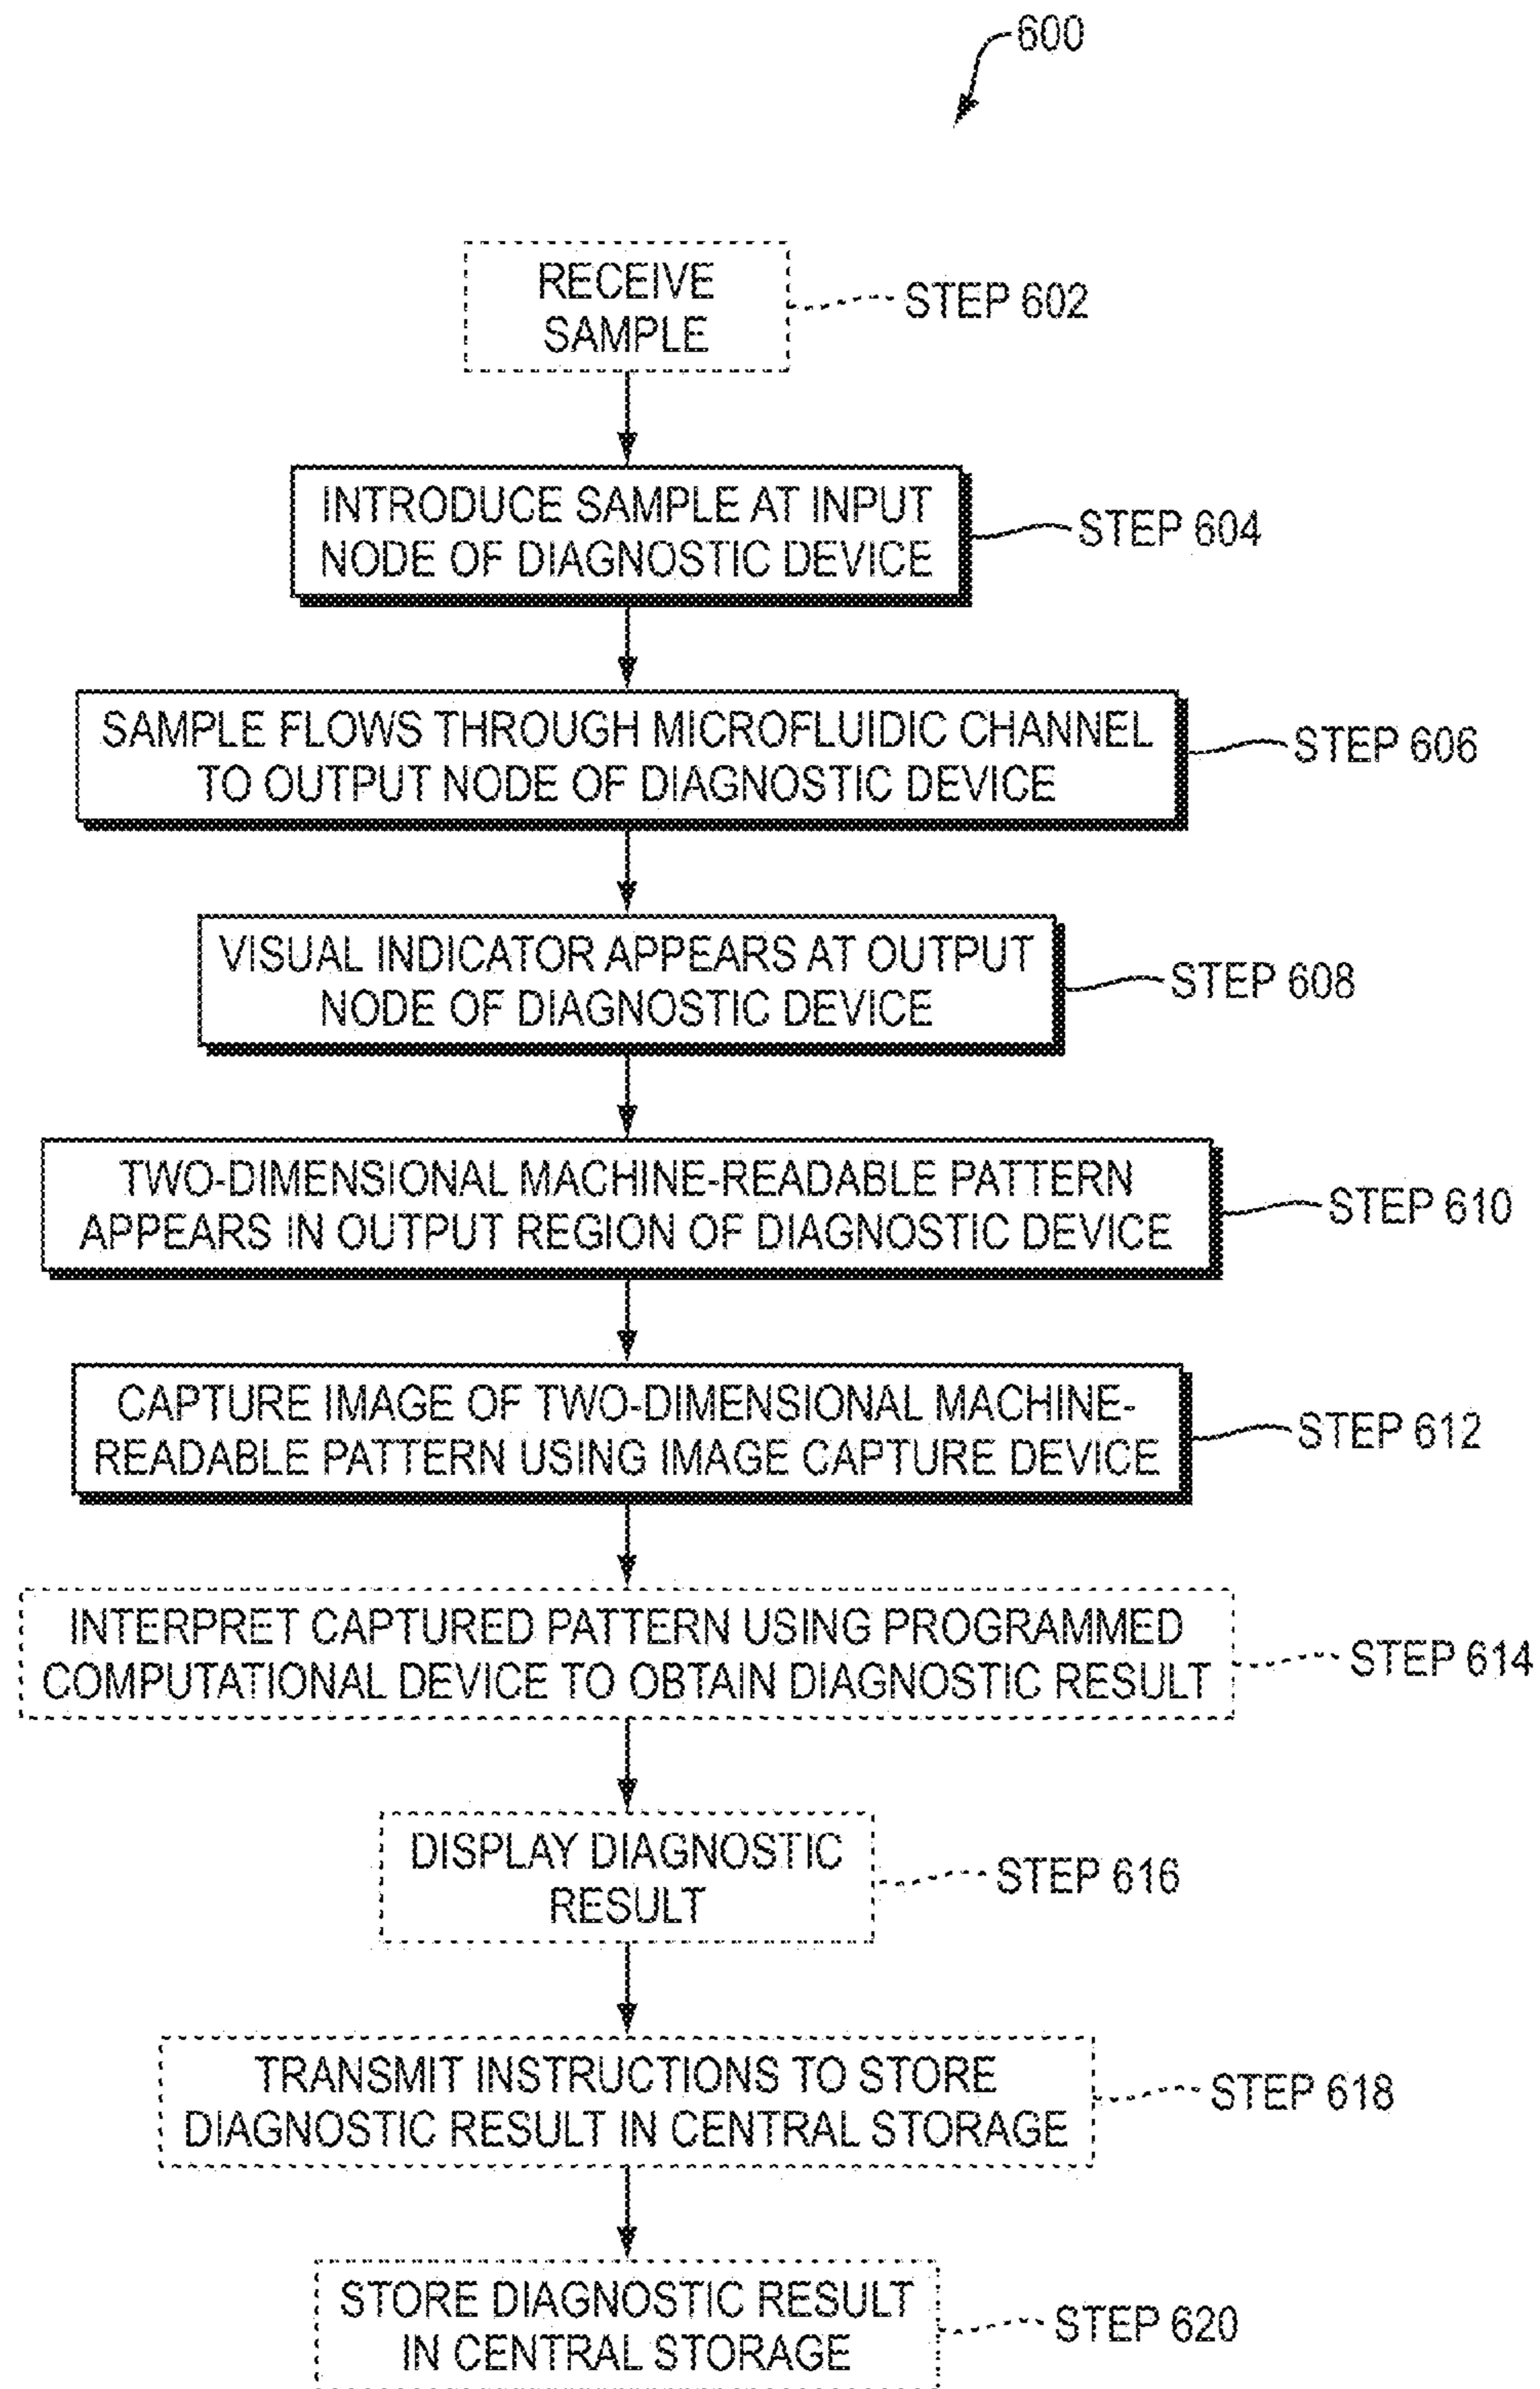 600
RECEIVE
SAMPLE
STEP 602
INTRODUCE SAMPLE AT INPUT
NODE OF DIAGNOSTIC DEVICE
STEP 604
SAMPLE FLOWS THROUGH MICROFLUIDIC CHANNEL
TO OUTPUT NODE OF DIAGNOSTIC DEVICE
STEP 606
VISUAL INDICATOR APPEARS AT OUTPUT
NODE OF DIAGNOSTIC DEVICE
STEP 608
TWO-DIMENSIONAL MACHINE-READABLE PATTERN
APPEARS IN OUTPUT REGION OF DIAGNOSTIC DEVICE
STEP 610
CAPTURE IMAGE OF TWO-DIMENSIONAL MACHINE-
READABLE PATTERN USING IMAGE CAPTURE DEVICE
STEP 612
INTERPRET CAPTURED PATTERN USING PROGRAMMED
COMPUTATIONAL DEVICE TO OBTAIN DIAGNOSTIC RESULT
STEP 614
DISPLAY DIAGNOSTIC
RESULT
STEP 616
TRANSMIT INSTRUCTIONS TO STORE
DIAGNOSTIC RESULT IN CENTRAL STORAGE
STEP 618
STORE DIAGNOSTIC RESULT
IN CENTRAL STORAGE
STEP 620